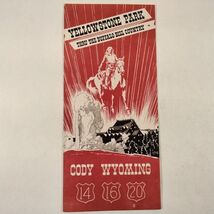 YELLOWSTONE PARK
THRU THE BUFFALO BILL COUNTRY
CODY WYOMING
14 16 20